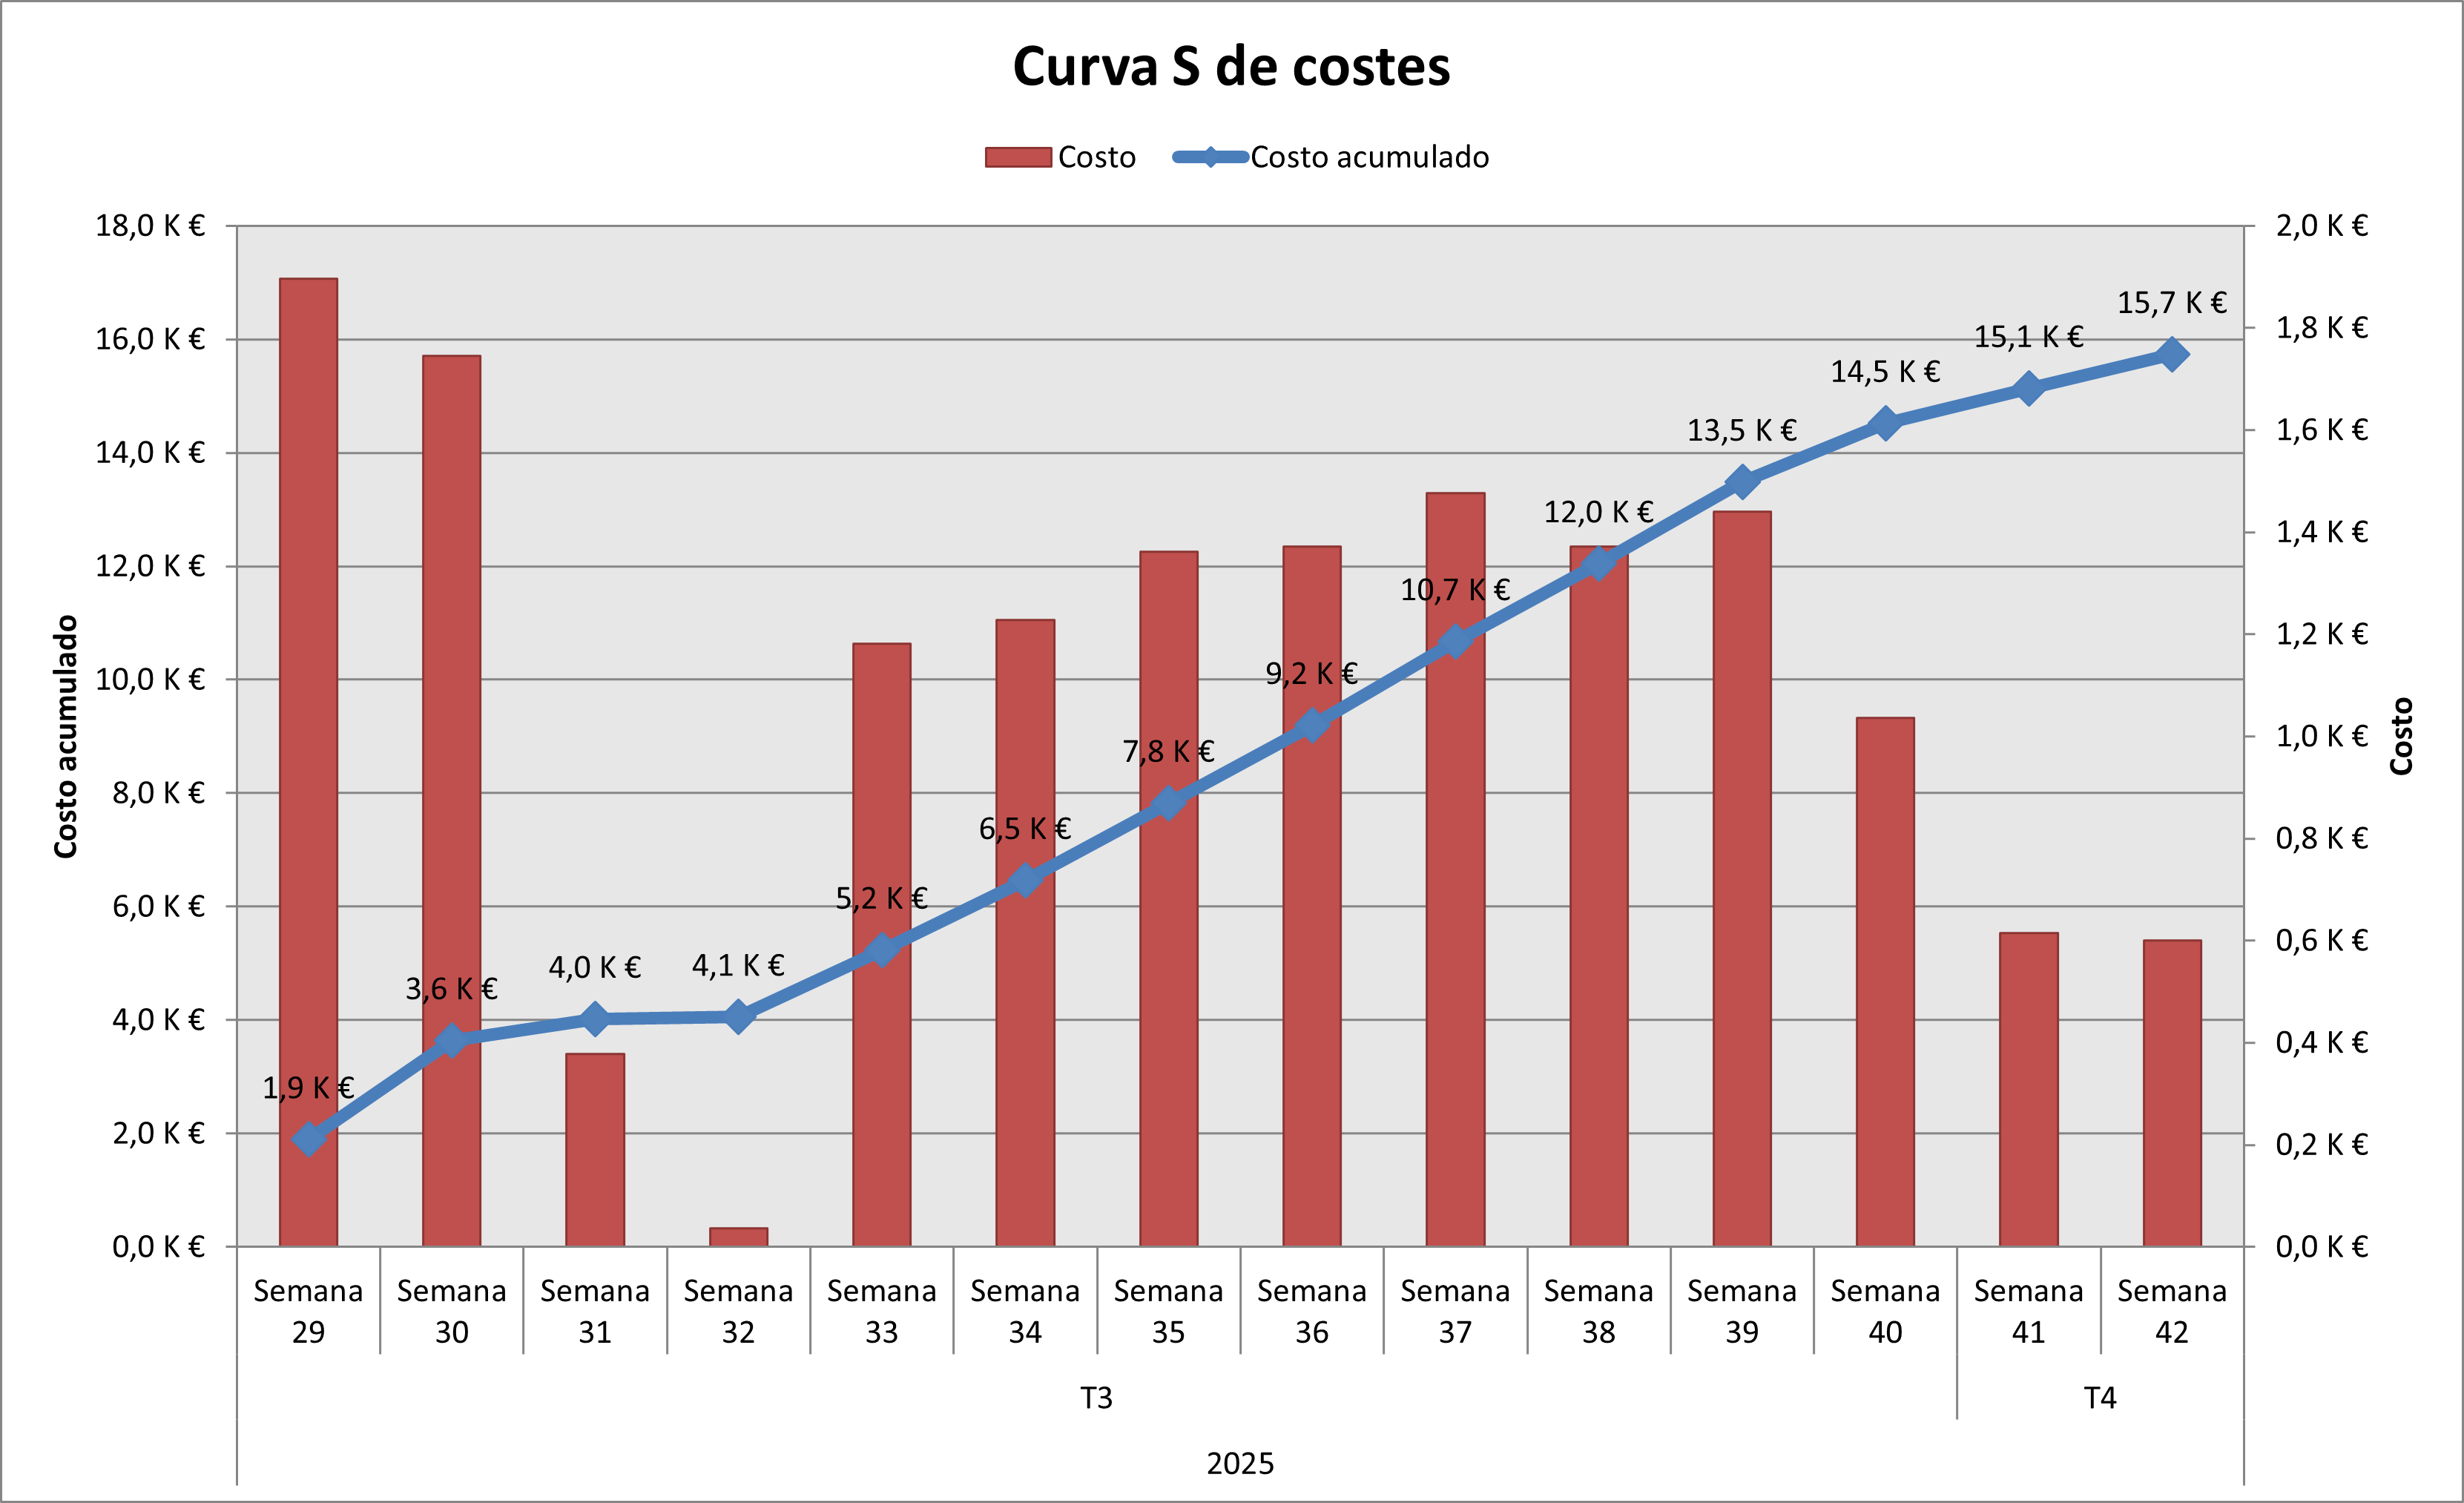 Curva S de costes
Costo
Costo acumulado
18,0 K €
16,0 K €
14,0 K €
12,0 K €
10,0 K €
8,0 K €
6,0 K €
4,0 K €
2,0 K €
0,0 K €
Costo acumulado
2,0 K €
1,8 K €
1,6 K €
1,4 K €
1,2 K €
1,0 K €
0,8 K €
0,6 K €
0,4 K €
0,2 K €
0,0 K €
Costo
1,9 K €
3,6 K €
4,0 K €
4,1 K €
5,2 K €
6,5 K €
7,8 K €
9,2 K €
10,7 K €
12,0 K €
13,5 K €
14,5 K €
15,1 K €
15,7 K €
Semana
29
Semana
30
Semana
31
Semana
32
Semana
33
Semana
34
Semana
35
Semana
36
Semana
37
Semana
38
Semana
39
Semana
40
Semana
41
Semana
42
T3
T4
2025